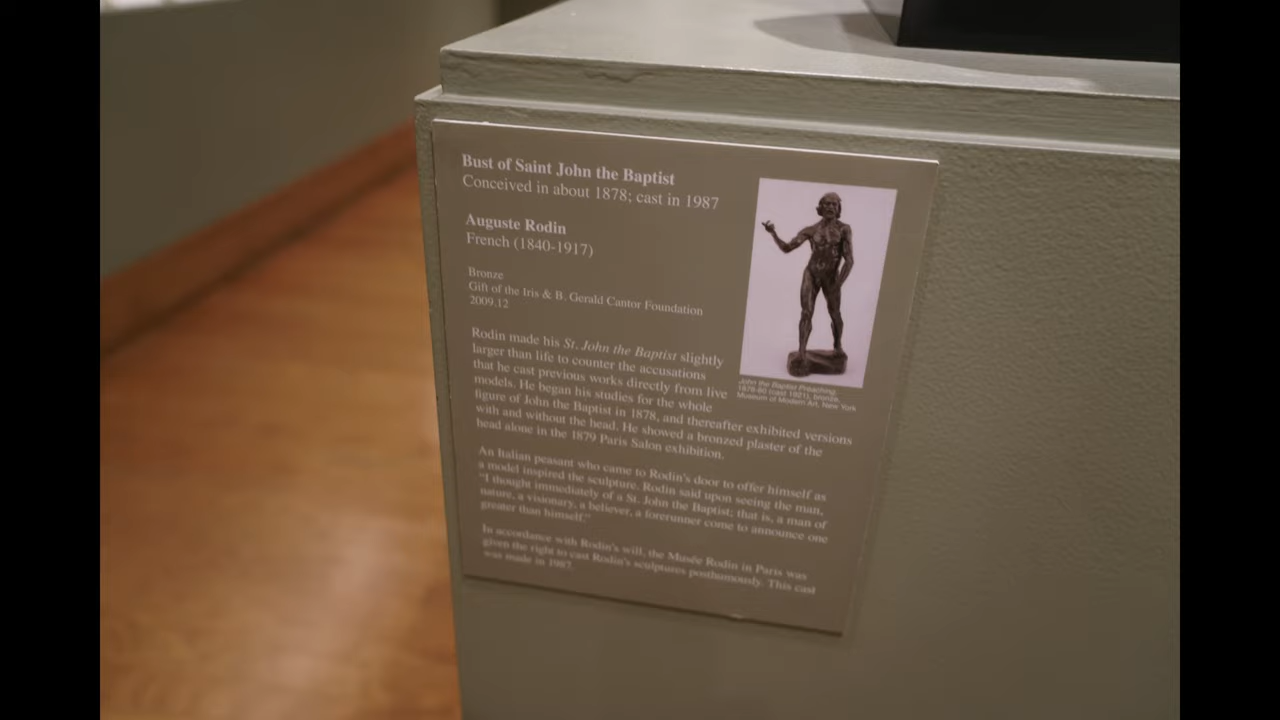 Bust of Saint John the Baptist
Conceived in about 1878; cast in 1987
Auguste Rodin
French (1840-1917)
Bronze
Gift of the Iris & B. Gerald Cantor Foundation
2009.12
Rodin made his St. John the Baptist slightly
larger than life to counter the accusations
that he cast previous works directly from live
models. He began his studies for the whole
figure of John the Baptist in 1878, and thereafter exhibited versions
with and without the head. He showed a bronzed plaster of the
head alone in the 1879 Paris Salon exhibition.
John the Baptist Preaching,
1878-80 (cast 1921), bronze,
Museum of Modern Art, New York
An Italian peasant who came to Rodin's door to offer himself as
a model inspired the sculpture. Rodin said upon seeing the man,
"I thought immediately of a St. John the Baptist; that is, a man of
nature, a visionary, a believer, a forerunner come to announce one
greater than himself."
In accordance with Rodin's will, the Musée Rodin in Paris was
given the right to cast Rodin's sculptures posthumously. This cast
was made in 1987.